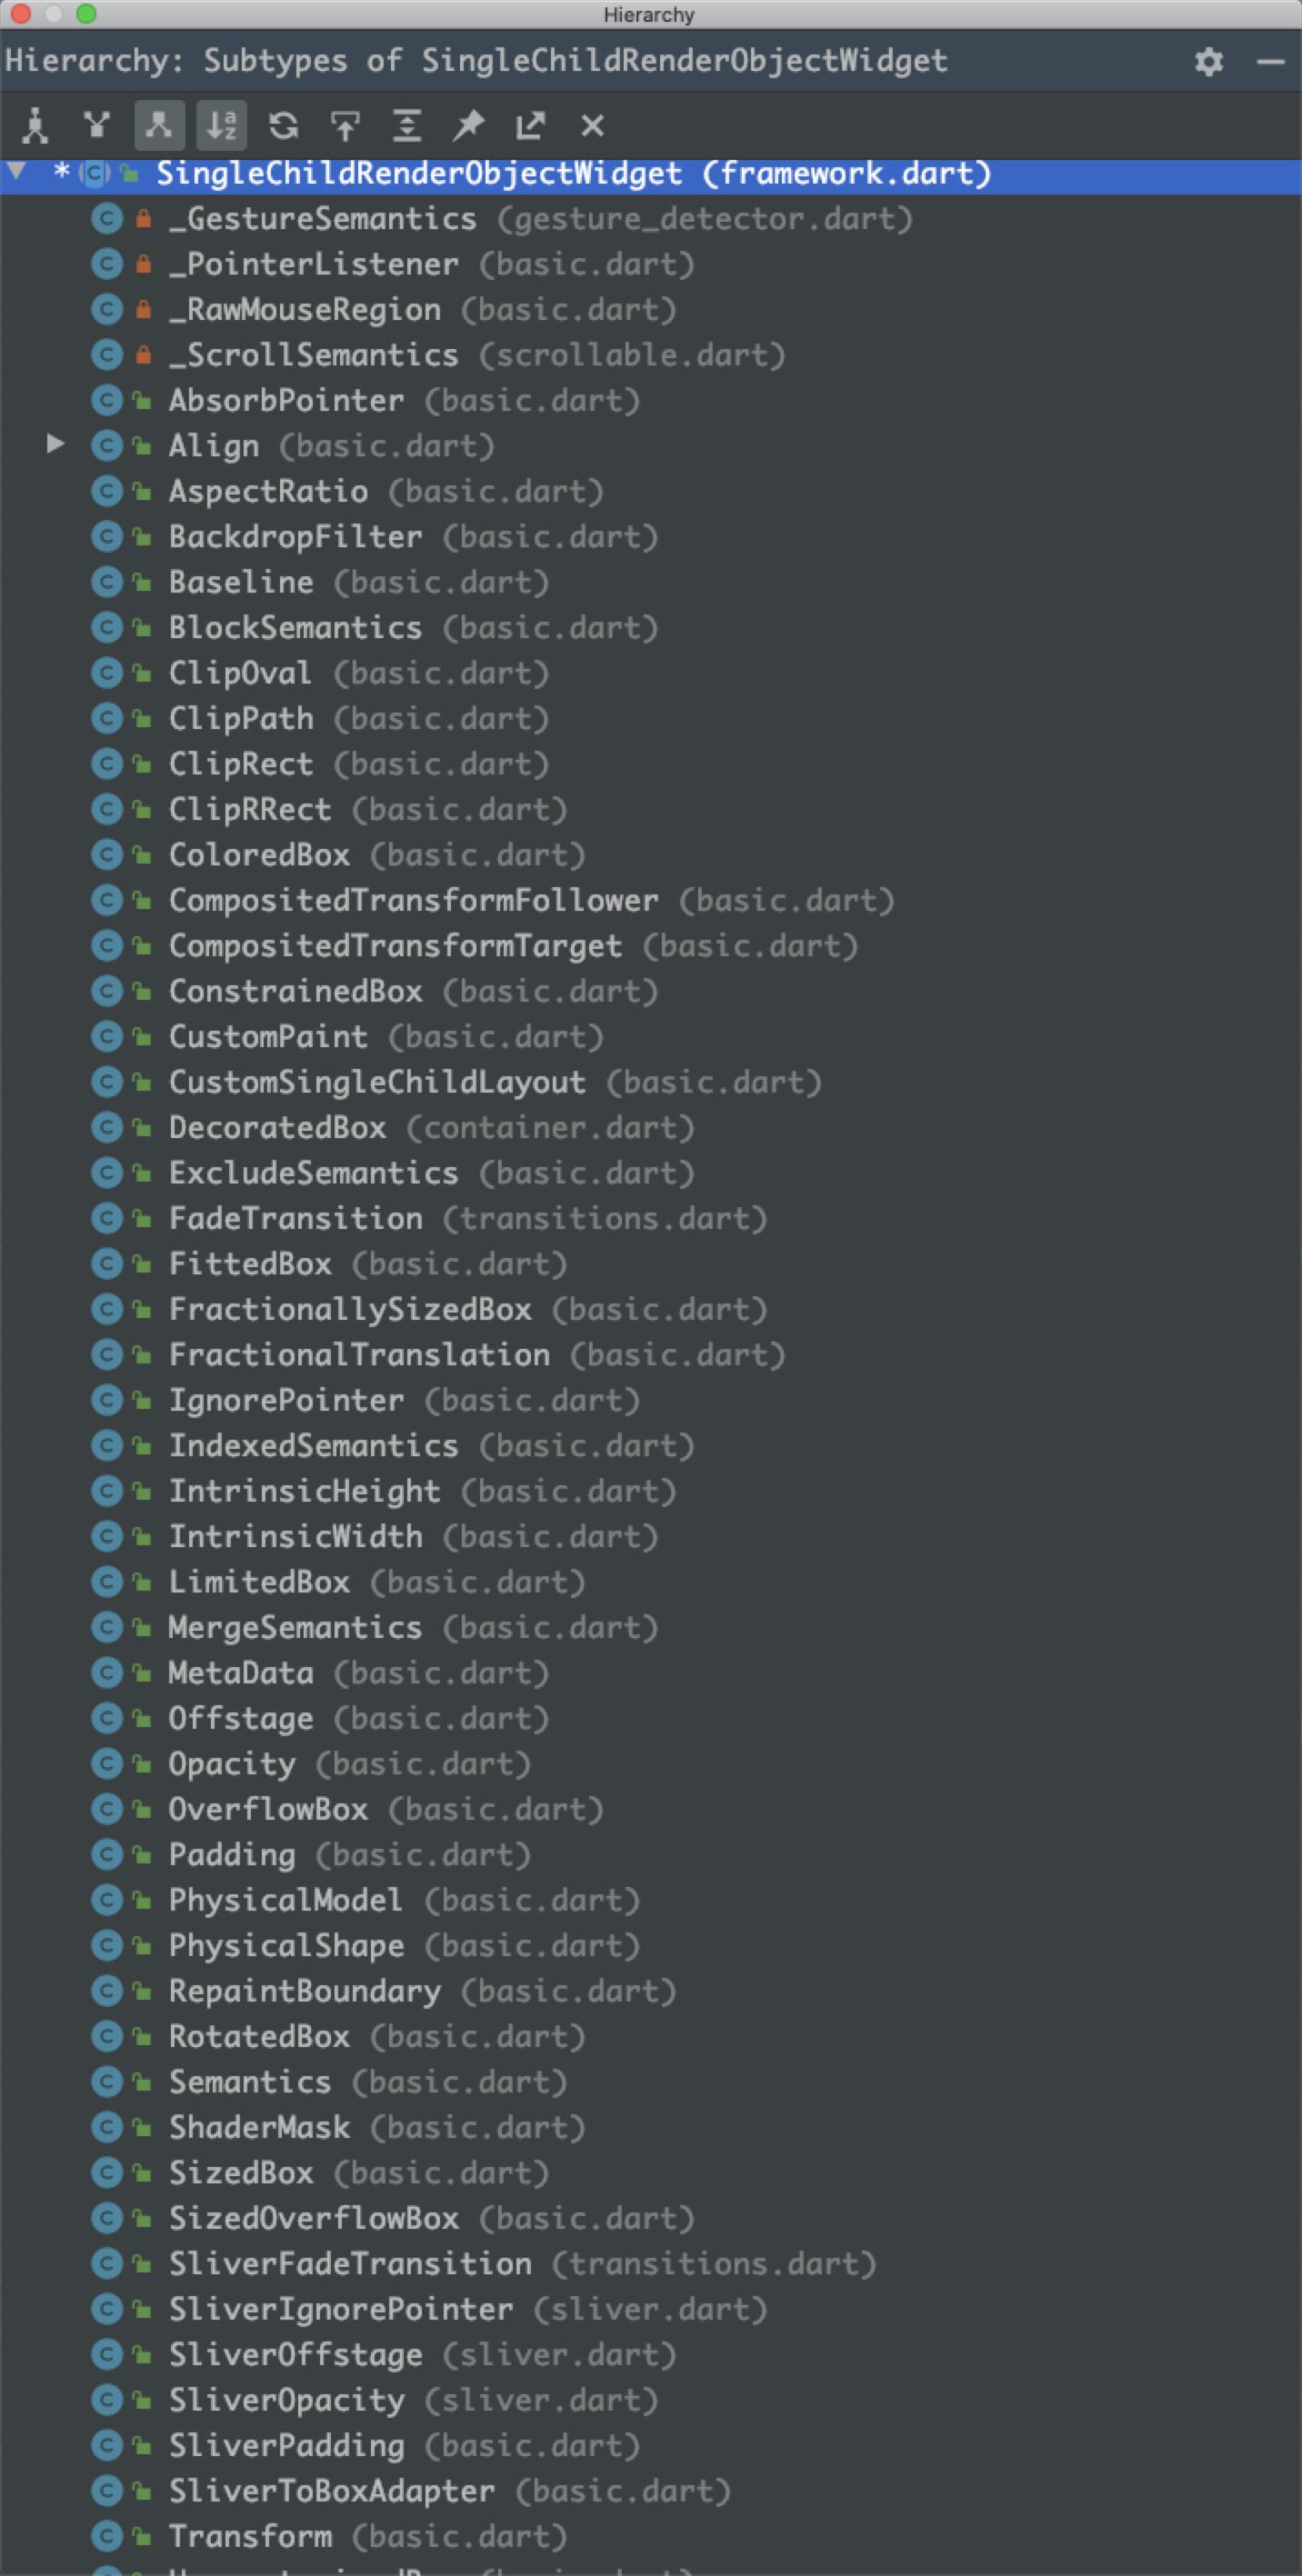 Hierarchy
Hierarchy: Subtypes of SingleChildRenderObjectWidget
* SingleChildRenderObjectWidget (framework.dart)
_GestureSemantics (gesture_detector.dart)
_PointerListener (basic.dart)
_RawMouseRegion (basic.dart)
_ScrollSemantics (scrollable.dart)
AbsorbPointer (basic.dart)
Align (basic.dart)
AspectRatio (basic.dart)
BackdropFilter (basic.dart)
Baseline (basic.dart)
BlockSemantics (basic.dart)
ClipOval (basic.dart)
ClipPath (basic.dart)
ClipRect (basic.dart)
ClipRRect (basic.dart)
ColoredBox (basic.dart)
CompositedTransformFollower (basic.dart)
CompositedTransformTarget (basic.dart)
ConstrainedBox (basic.dart)
CustomPaint (basic.dart)
CustomSingleChildLayout (basic.dart)
DecoratedBox (container.dart)
ExcludeSemantics (basic.dart)
FadeTransition (transitions.dart)
FittedBox (basic.dart)
FractionallySizedBox (basic.dart)
FractionalTranslation (basic.dart)
IgnorePointer (basic.dart)
IndexedSemantics (basic.dart)
IntrinsicHeight (basic.dart)
IntrinsicWidth (basic.dart)
LimitedBox (basic.dart)
MergeSemantics (basic.dart)
MetaData (basic.dart)
Offstage (basic.dart)
Opacity (basic.dart)
OverflowBox (basic.dart)
Padding (basic.dart)
PhysicalModel (basic.dart)
PhysicalShape (basic.dart)
RepaintBoundary (basic.dart)
RotatedBox (basic.dart)
Semantics (basic.dart)
ShaderMask (basic.dart)
SizedBox (basic.dart)
SizedOverflowBox (basic.dart)
SliverFadeTransition (transitions.dart)
SliverIgnorePointer (sliver.dart)
SliverOffstage (sliver.dart)
SliverOpacity (sliver.dart)
SliverPadding (basic.dart)
SliverToBoxAdapter (basic.dart)
Transform (basic.dart)